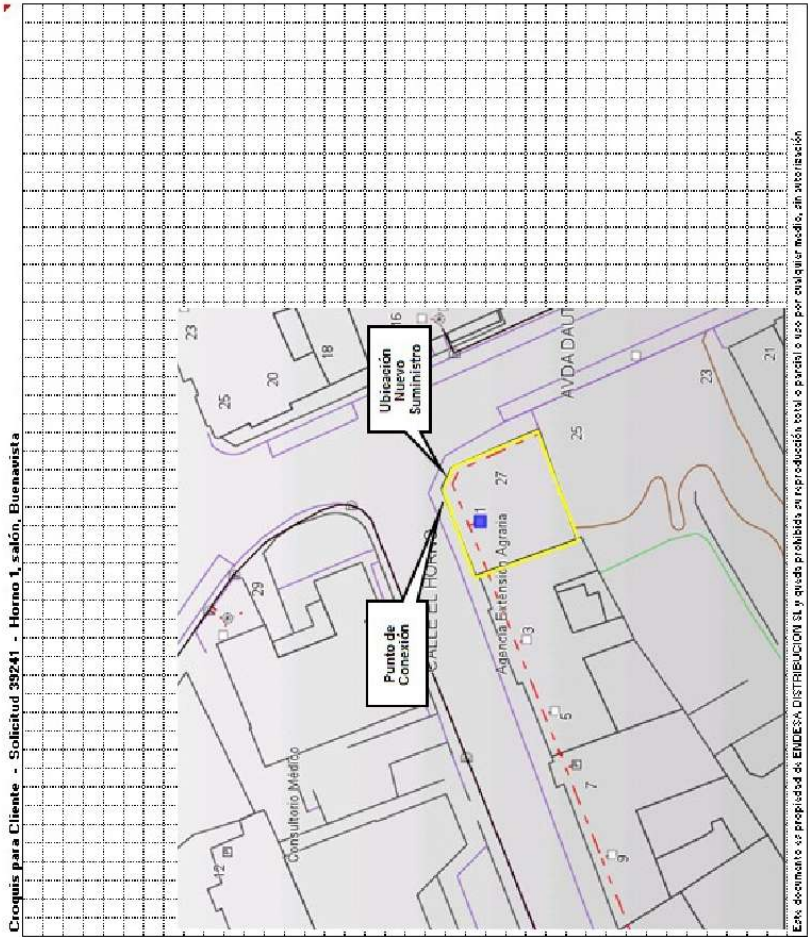 Croquis para Cliente - Solicitud 39241 - Horno 1, salón, Buenavista
23
25
20
18
16
Ubicación
Nuevo
Suministro
AVDA DAUT
29
27
1
25
23
21
CALLE EL HORNO
Punto de
Conexión
Agencia Extensión Agraria
3
5
7
9
Consultorio Médico
12
Este documento es propiedad de ENDESA DISTRIBUCION SLU queda prohibida su reproducción total o parcial o uso por cualquier medio, sin autorización